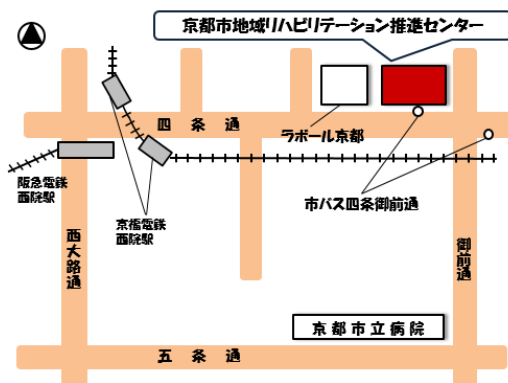 京都市地域リハビリテーション推進センター
四条通
ラボール京都
阪急電鉄
西院駅
京福電鉄
西院駅
市バス四条御前通
西大路通
御前通
京都市立病院
五条通